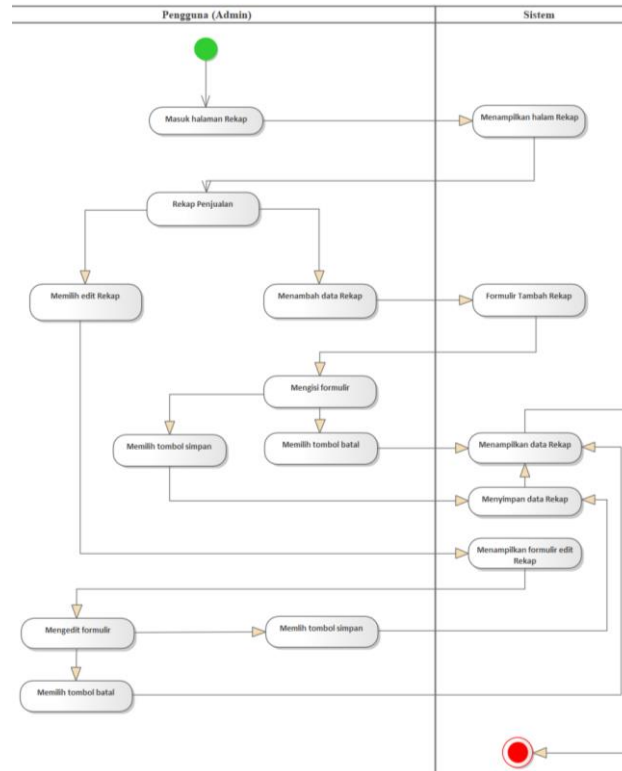 Pengguna (Admin)
Sistem
Masuk halaman Rekap
Menampilkan halam Rekap
Rekap Penjualan
Memilih edit Rekap
Menambah data Rekap
Formulir Tambah Rekap
Mengisi formulir
Memilih tombol simpan
Memilih tombol batal
Menampilkan data Rekap
Menyimpan data Rekap
Menampilkan formulir edit
Rekap
Mengedit formulir
Memlih tombol simpan
Memilih tombol batal